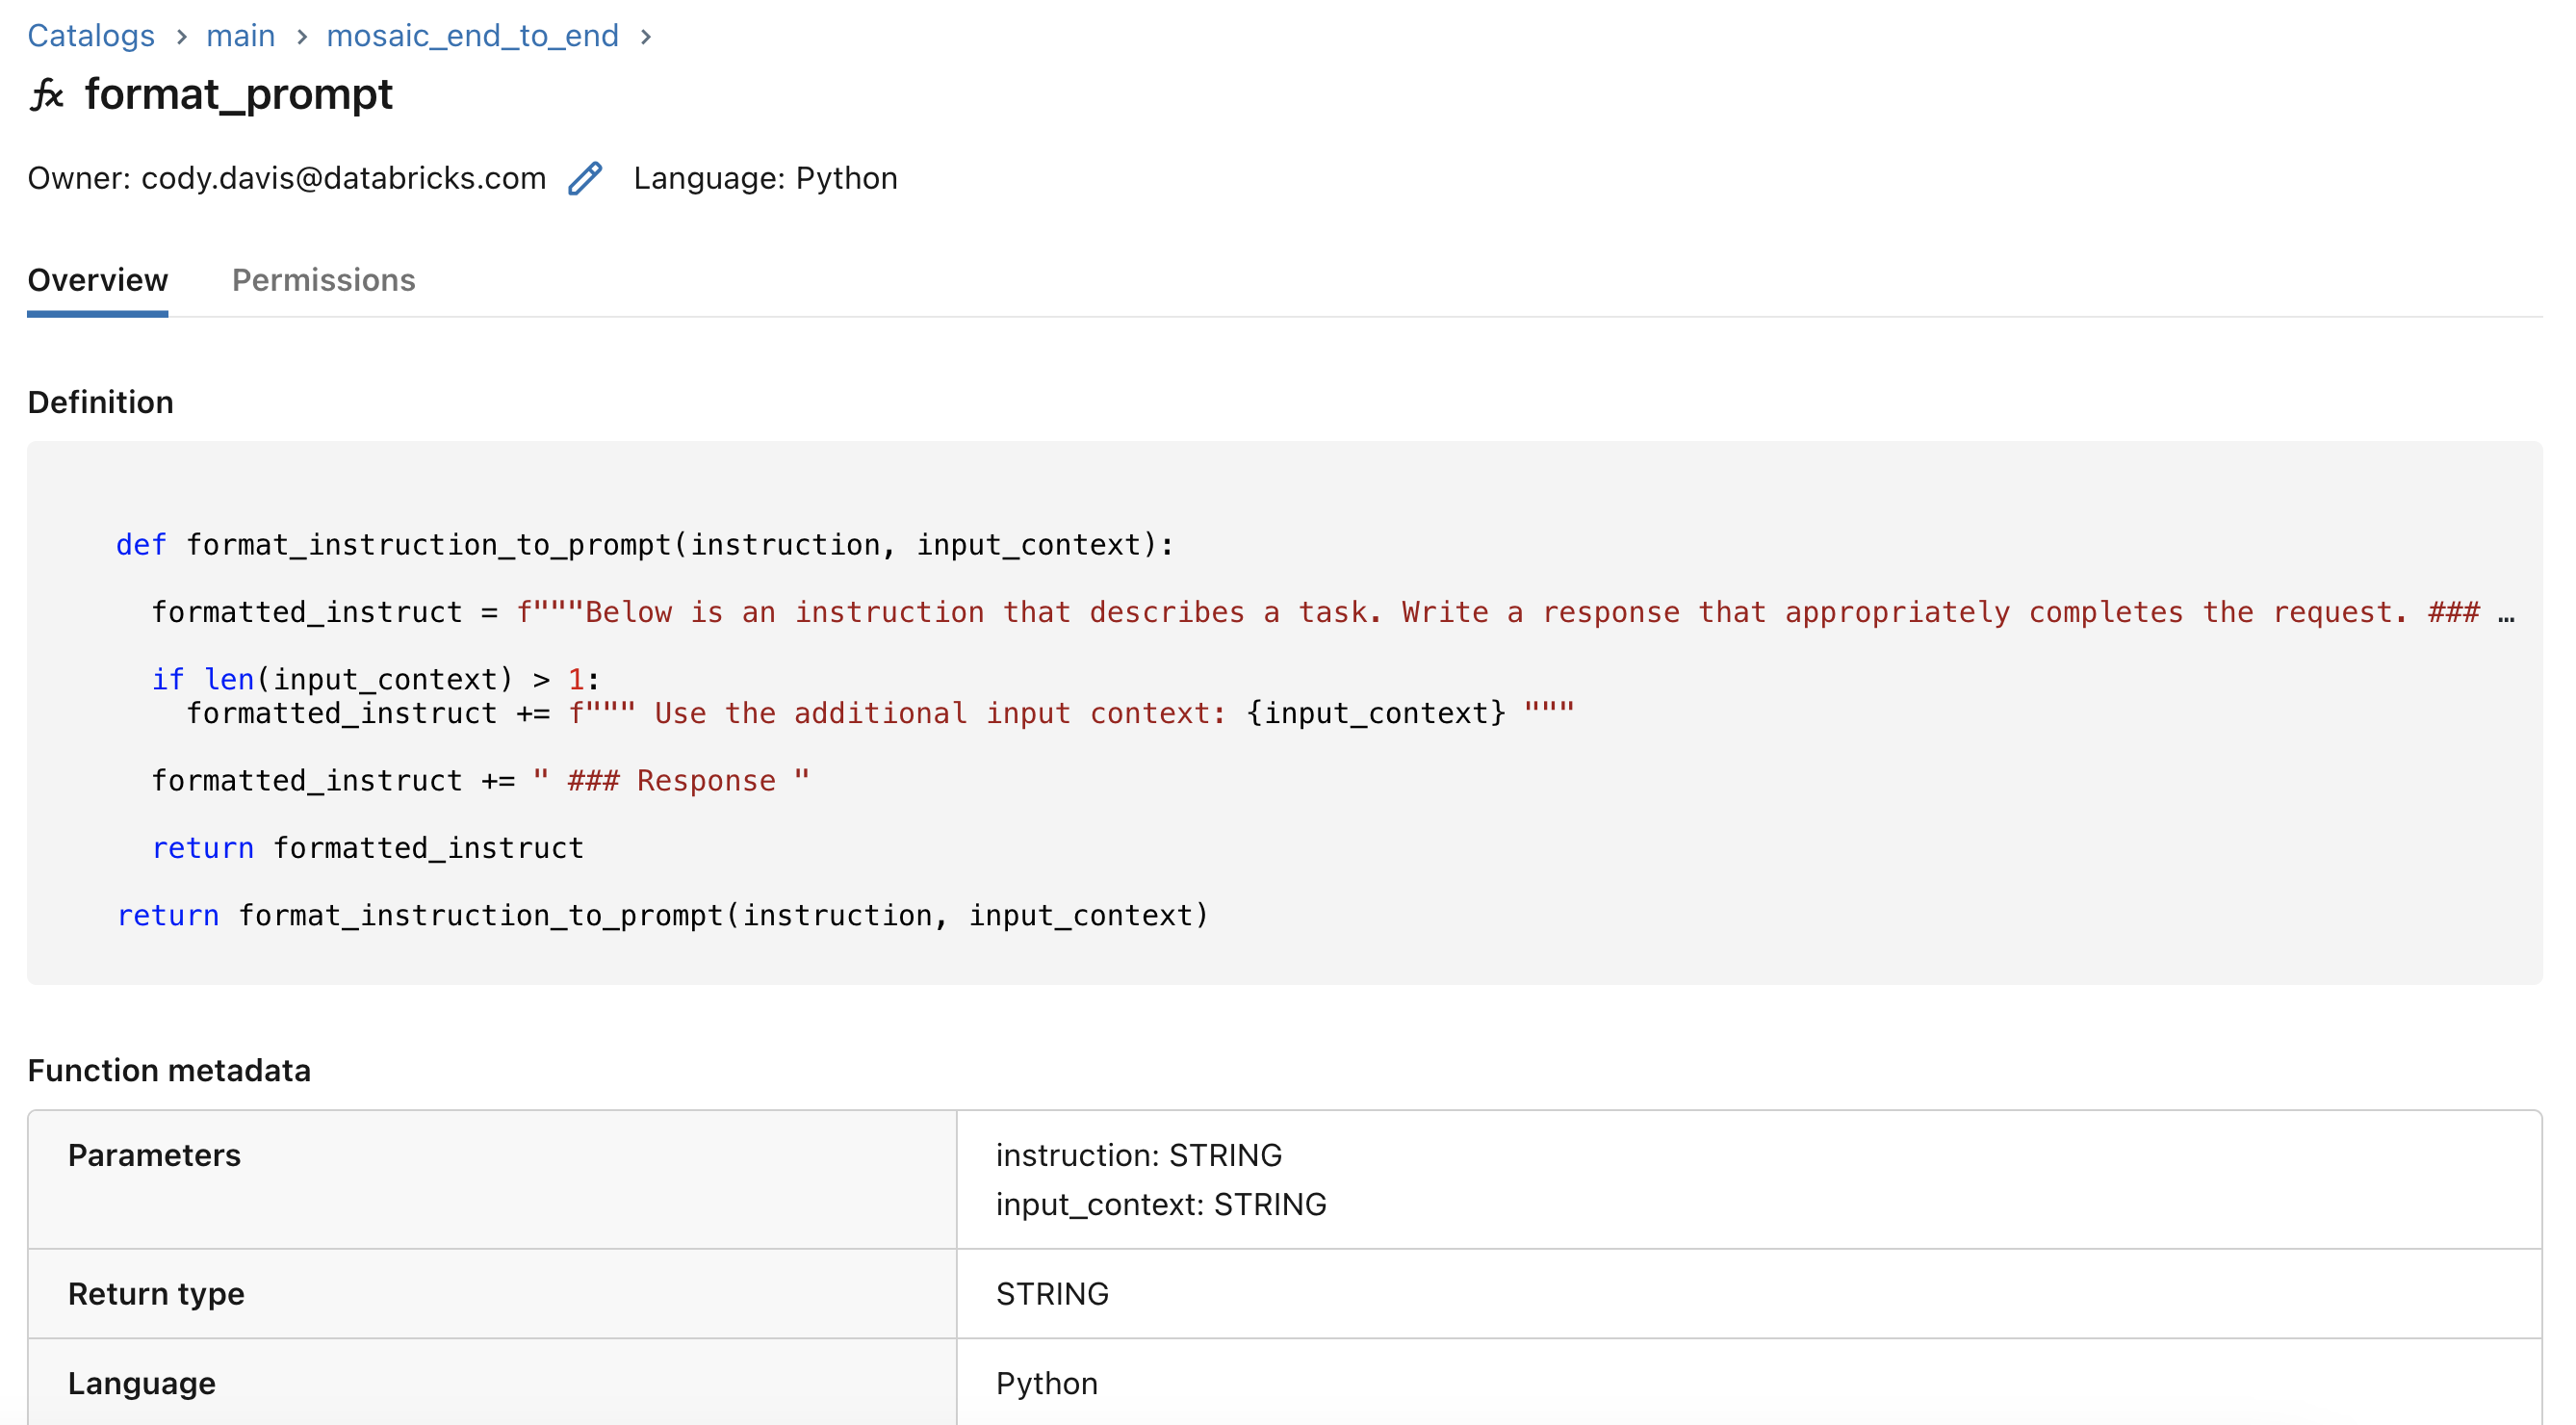 Catalogs > main > mosaic_end_to_end >
fx format_prompt
Owner: cody.davis@databricks.com Language: Python
Overview Permissions
Definition
def format_instruction_to_prompt(instruction, input_context):
formatted_instruct = f"""Below is an instruction that describes a task. Write a response that appropriately completes the request. ### …
if len(input_context) > 1:
formatted_instruct += f""" Use the additional input context: {input_context} """
formatted_instruct += " ### Response "
return formatted_instruct
return format_instruction_to_prompt(instruction, input_context)
Function metadata
Parameters instruction: STRING
input_context: STRING
Return type STRING
Language Python